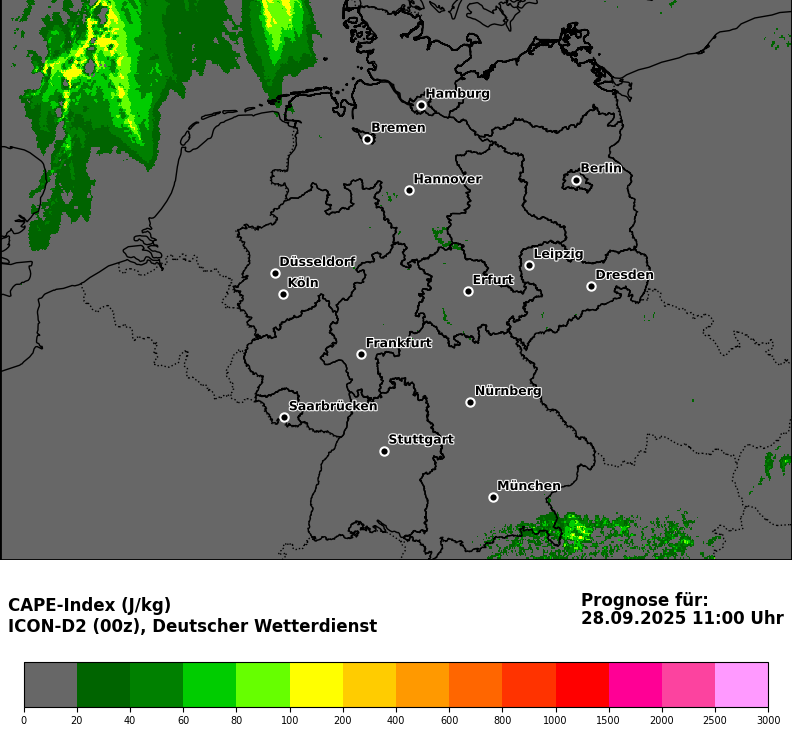 Hamburg
Bremen
Berlin
Hannover
Leipzig
Düsseldorf
Dresden
Köln
Erfurt
Frankfurt
Nürnberg
Saarbrücken
Stuttgart
München
CAPE-Index (J/kg)
ICON-D2 (00z), Deutscher Wetterdienst
Prognose für:
28.09.2025 11:00 Uhr
0 20 40 60 80 100 200 400 600 800 1000 1500 2000 2500 3000